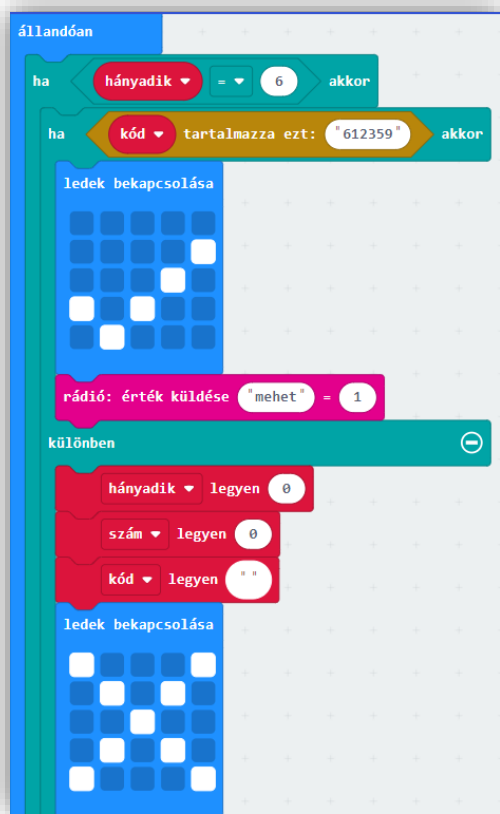 állandóan
ha hányadik = 6 akkor
ha kód tartalmazza ezt: "612359" akkor
ledek bekapcsolása
rádió: érték küldése "mehet" = 1
különben
hányadik legyen 0
szám legyen 0
kód legyen " "
ledek bekapcsolása